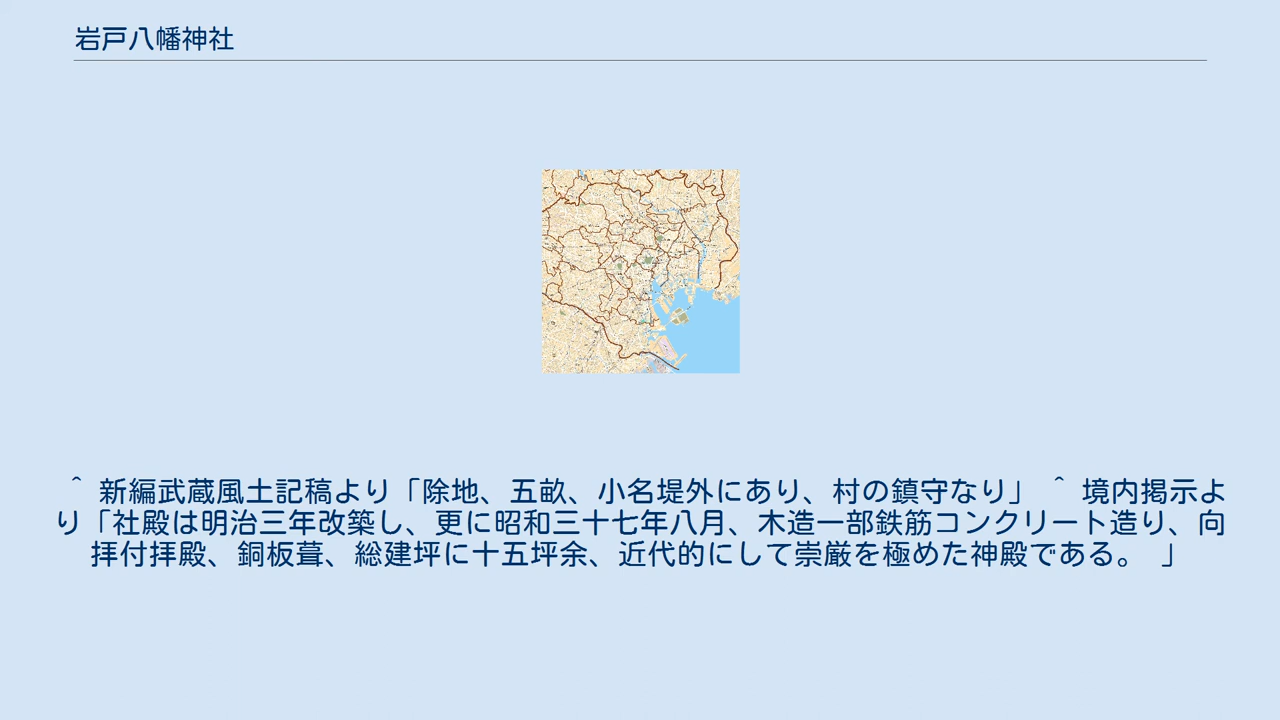 岩戸八幡神社
^ 新編武蔵風土記稿より「除地、五畝、小名堤外にあり、村の鎮守なり」 ^ 境内掲示よ
り「社殿は明治三年改築し、更に昭和三十七年八月、木造一部鉄筋コンクリート造り、向
拝付拝殿、銅板葺、総建坪に十五坪余、近代的にして崇厳を極めた神殿である。 」